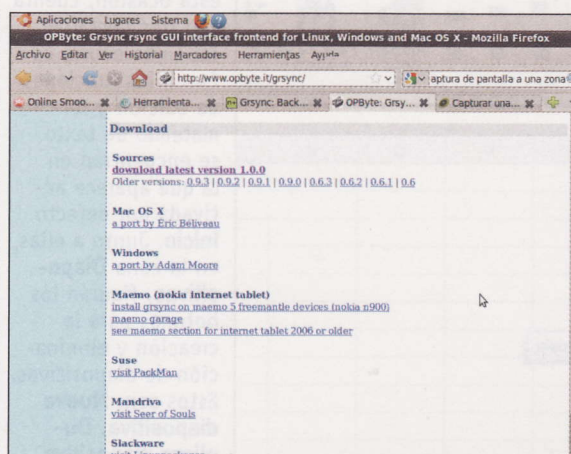 Aplicaciones Lugares Sistema
OPByte: Grsync rsync GUI interface frontend for Linux, Windows and Mac OS X - Mozilla Firefox
Archivo Editar Ver Historial Marcadores Herramientas Ayuda
http://www.opbyte.it/grsync/ aptura de pantalla a una zona
Online Smoo... Herramienta... Grsync: Back... OPByte: Grsy... Capturar una...
Download
Sources
download latest version 1.0.0
Older versions: 0.9.3 | 0.9.2 | 0.9.1 | 0.9.0 | 0.6.3 | 0.6.2 | 0.6.1 | 0.6
Mac OS X
a port by Eric Béliveau
Windows
a port by Adam Moore
Maemo (nokia internet tablet)
install grsync on maemo 5 freemantle devices (nokia n900)
maemo garage
see maemo section for internet tablet 2006 or older
Suse
visit PackMan
Mandriva
visit Seer of Souls
Slackware